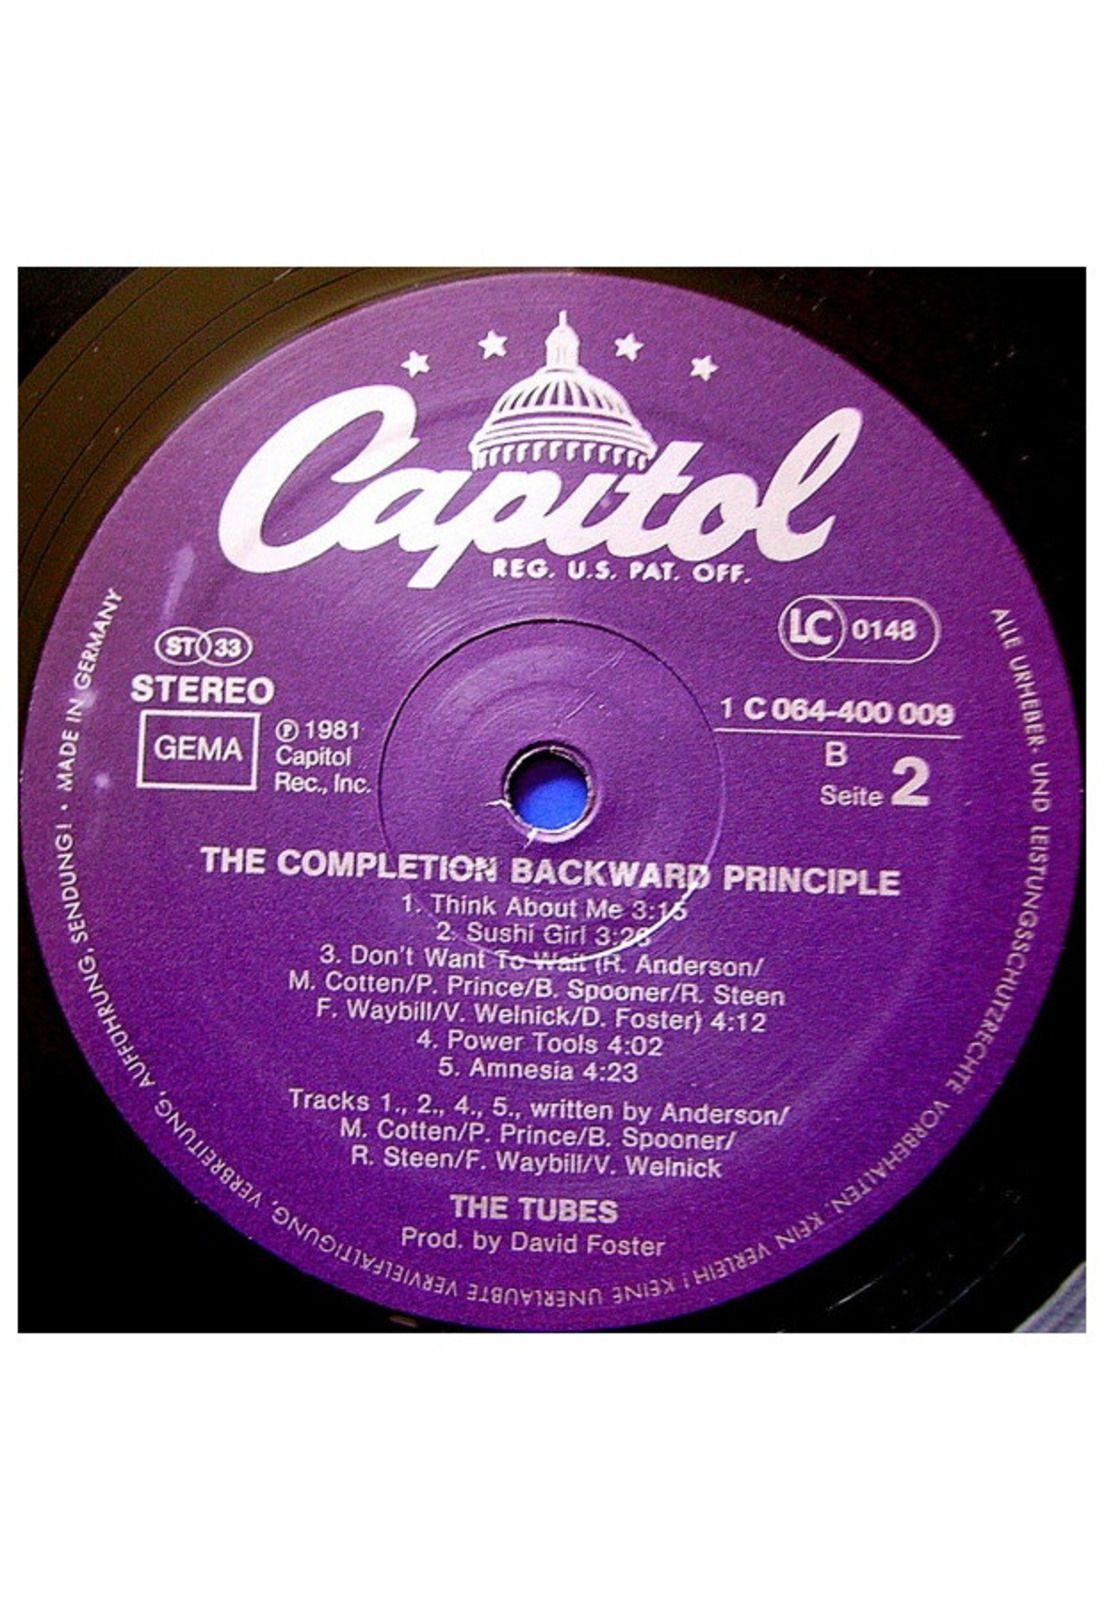 Capitol
REG. U.S. PAT. OFF.
ST 33
STEREO
GEMA
℗ 1981
Capitol
Rec., Inc.
LC 0148
1 C 064-400 009
B
Seite 2
THE COMPLETION BACKWARD PRINCIPLE
1. Think About Me 3:15
2. Sushi Girl 3:26
3. Don't Want To Wait (R. Anderson/
M. Cotten/P. Prince/B. Spooner/R. Steen
F. Waybill/V. Welnick/D. Foster) 4:12
4. Power Tools 4:02
5. Amnesia 4:23
Tracks 1., 2., 4., 5., written by Anderson/
M. Cotten/P. Prince/B. Spooner/
R. Steen/F. Waybill/V. Welnick
THE TUBES
Prod. by David Foster
ALLE URHEBER- UND LEISTUNGSSCHUTZRECHTE VORBEHALTEN · KEIN VERLEIH! KEINE UNERLAUBTE VERVIELFÄLTIGUNG, VERBREITUNG, AUFFÜHRUNG, SENDUNG! · MADE IN GERMANY